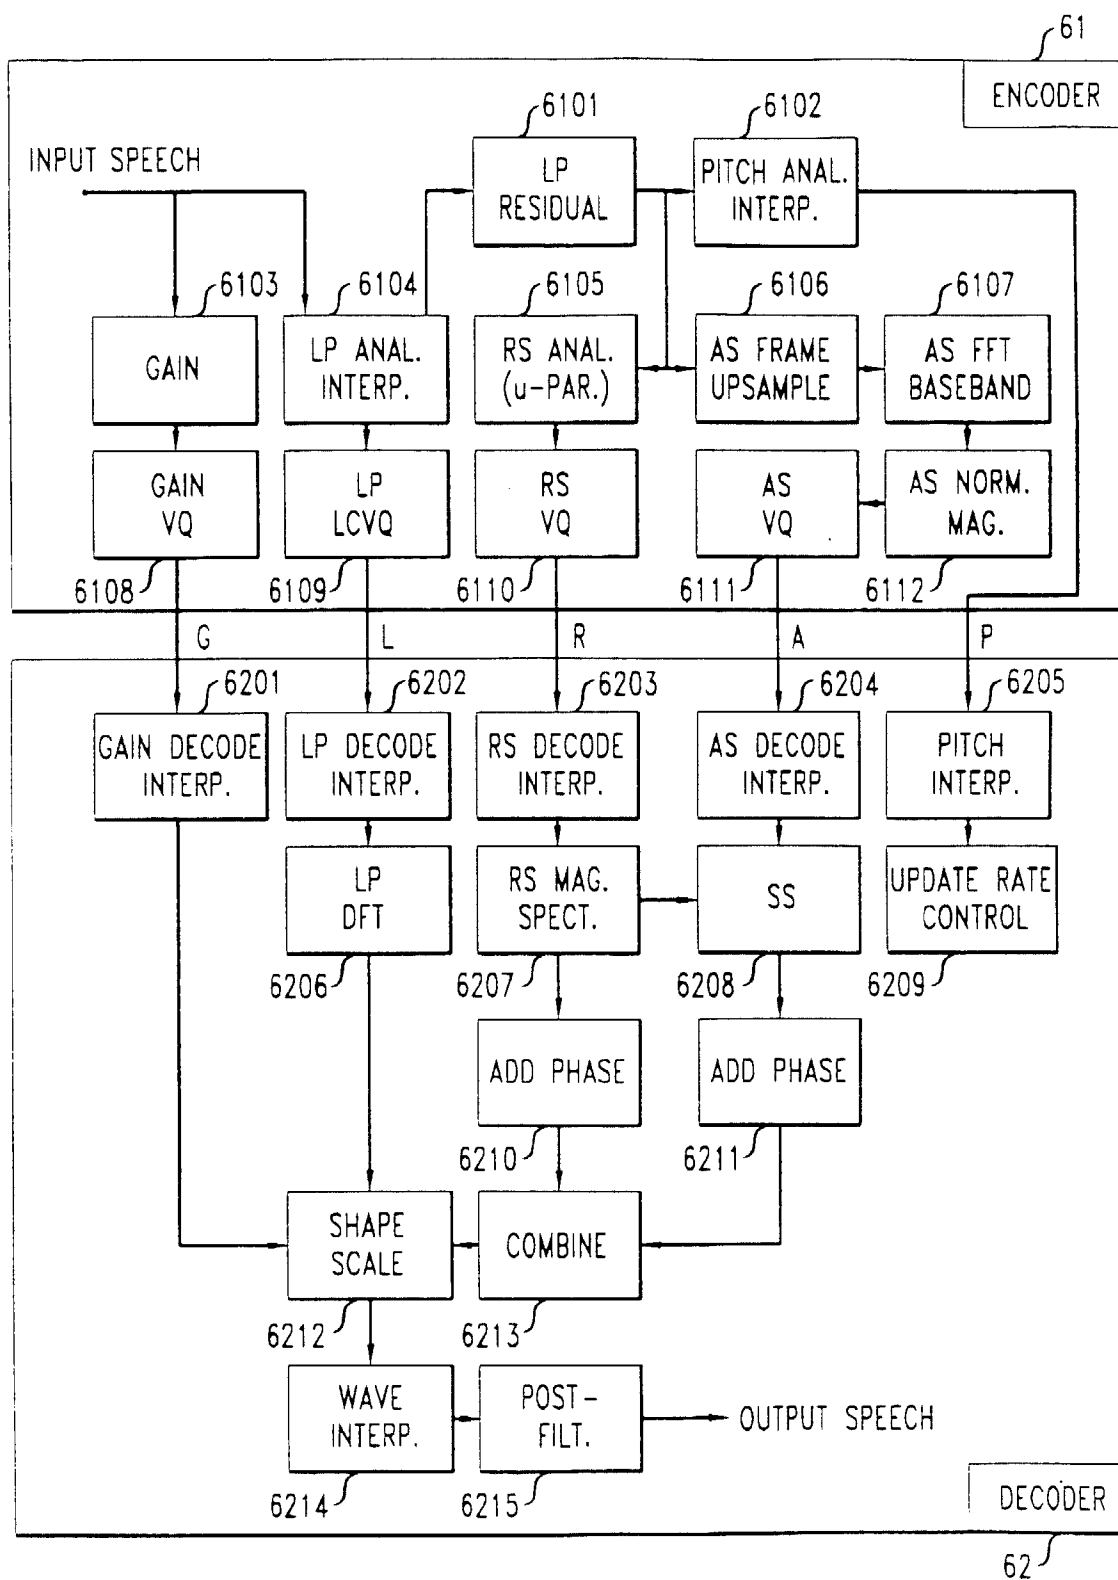 61
ENCODER
INPUT SPEECH
6101
LP
RESIDUAL
6102
PITCH ANAL.
INTERP.
6103
GAIN
6104
LP ANAL.
INTERP.
6105
RS ANAL.
(u-PAR.)
6106
AS FRAME
UPSAMPLE
6107
AS FFT
BASEBAND
GAIN
VQ
6108
LP
LCVQ
6109
RS
VQ
6110
AS
VQ
6111
AS NORM.
MAG.
6112
G
L
R
A
P
6201
GAIN DECODE
INTERP.
6202
LP DECODE
INTERP.
6203
RS DECODE
INTERP.
6204
AS DECODE
INTERP.
6205
PITCH
INTERP.
LP
DFT
6206
RS MAG.
SPECT.
6207
SS
6208
UPDATE RATE
CONTROL
6209
ADD PHASE
6210
ADD PHASE
6211
SHAPE
SCALE
6212
COMBINE
6213
WAVE
INTERP.
6214
POST-
FILT.
6215
OUTPUT SPEECH
DECODER
62